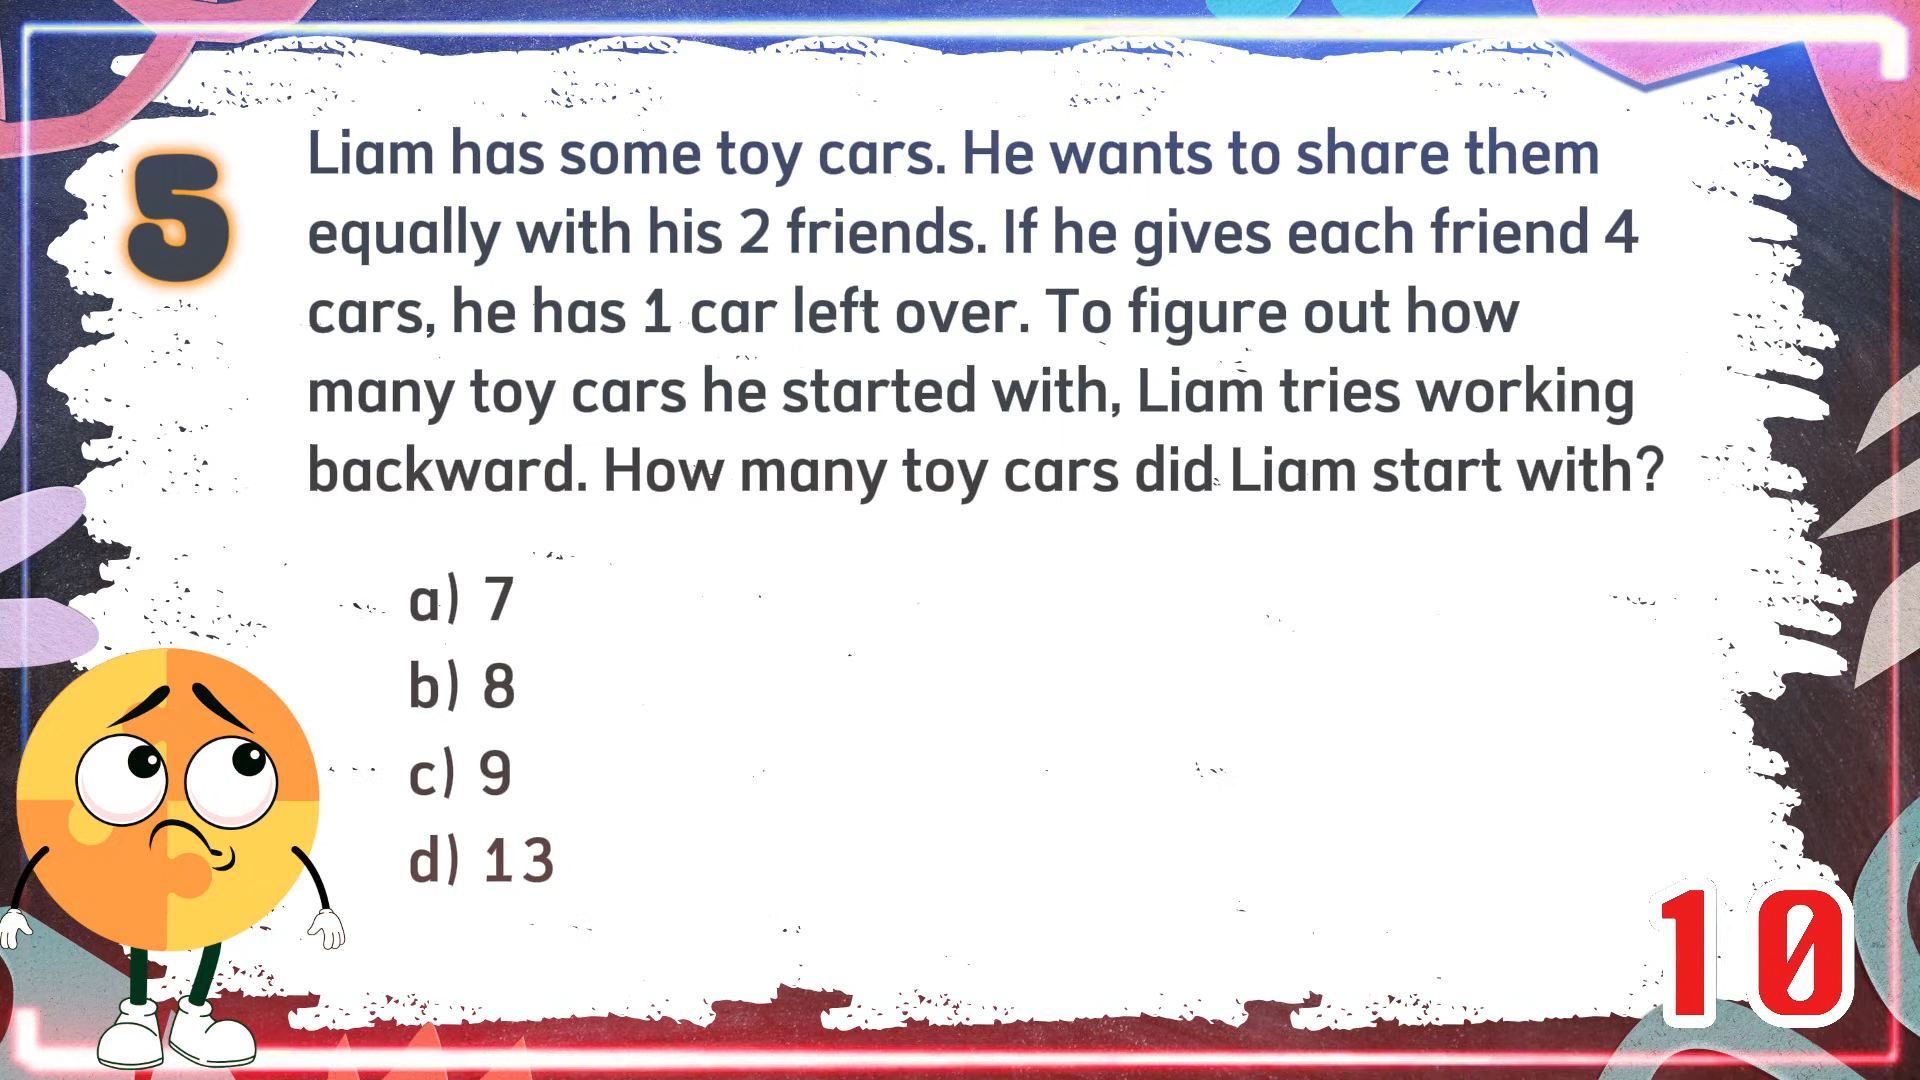 5
Liam has some toy cars. He wants to share them
equally with his 2 friends. If he gives each friend 4
cars, he has 1 car left over. To figure out how
many toy cars he started with, Liam tries working
backward. How many toy cars did Liam start with?
a) 7
b) 8
c) 9
d) 13
10